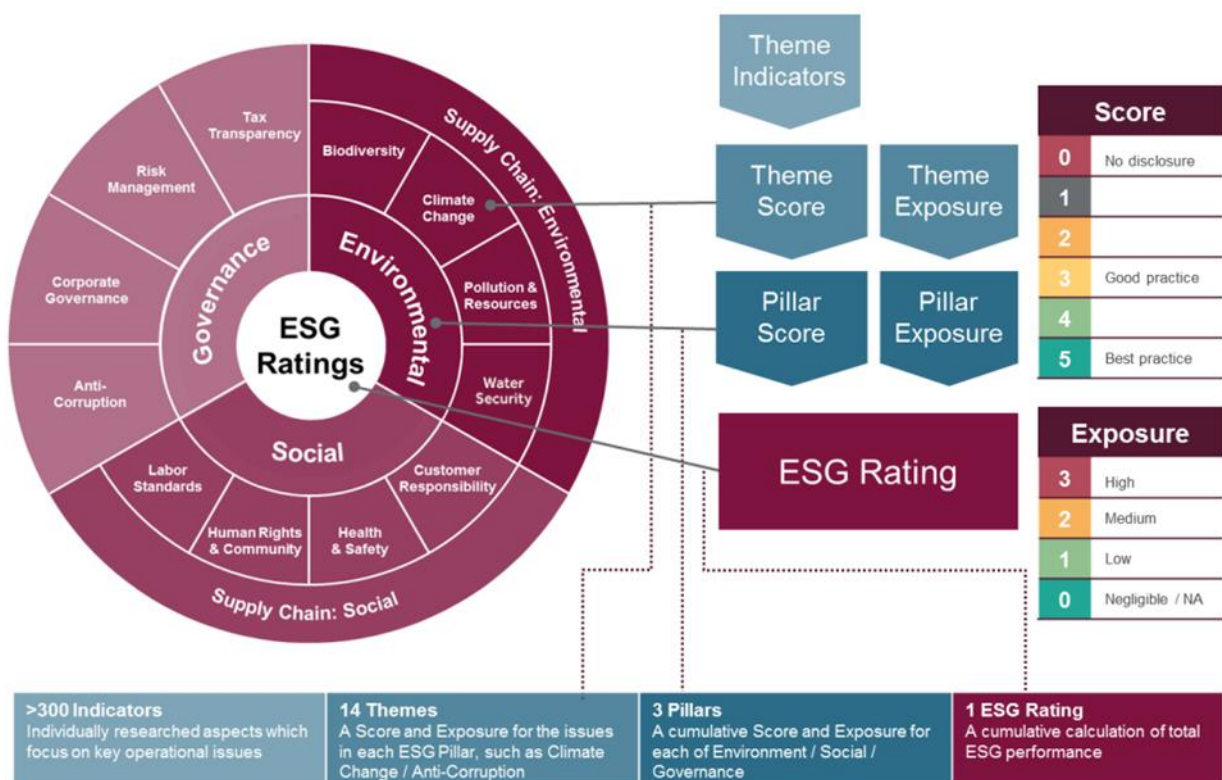 Tax
Transparency
Risk
Management
Corporate
Governance
Anti-
Corruption
Governance
Biodiversity
Climate
Change
Pollution &
Resources
Water
Security
Environmental
Supply Chain: Environmental
ESG
Ratings
Social
Labor
Standards
Human Rights
& Community
Health
& Safety
Customer
Responsibility
Supply Chain: Social
Theme
Indicators
Theme
Score
Theme
Exposure
Pillar
Score
Pillar
Exposure
ESG Rating
Score
0 No disclosure
1
2
3 Good practice
4
5 Best practice
Exposure
3 High
2 Medium
1 Low
0 Negligible / NA
>300 Indicators
Individually researched aspects which
focus on key operational issues
14 Themes
A Score and Exposure for the issues
in each ESG Pillar, such as Climate
Change / Anti-Corruption
3 Pillars
A cumulative Score and Exposure for
each of Environment / Social /
Governance
1 ESG Rating
A cumulative calculation of total
ESG performance